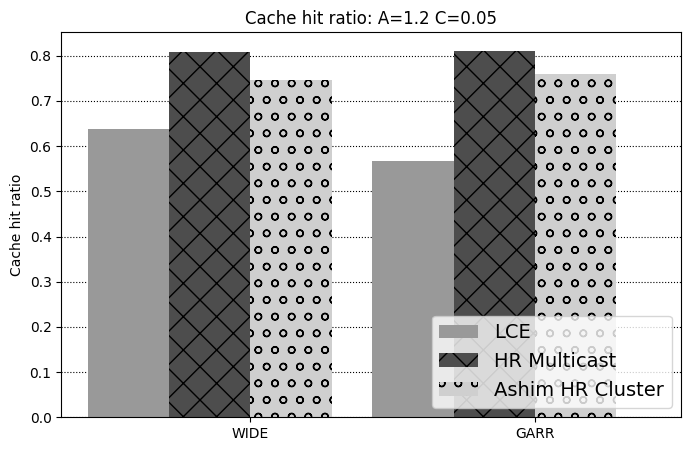 Cache hit ratio: A=1.2 C=0.05
0.8
0.7
0.6
0.5
0.4
0.3
0.2
0.1
0.0
Cache hit ratio
WIDE
GARR
LCE
HR Multicast
Ashim HR Cluster